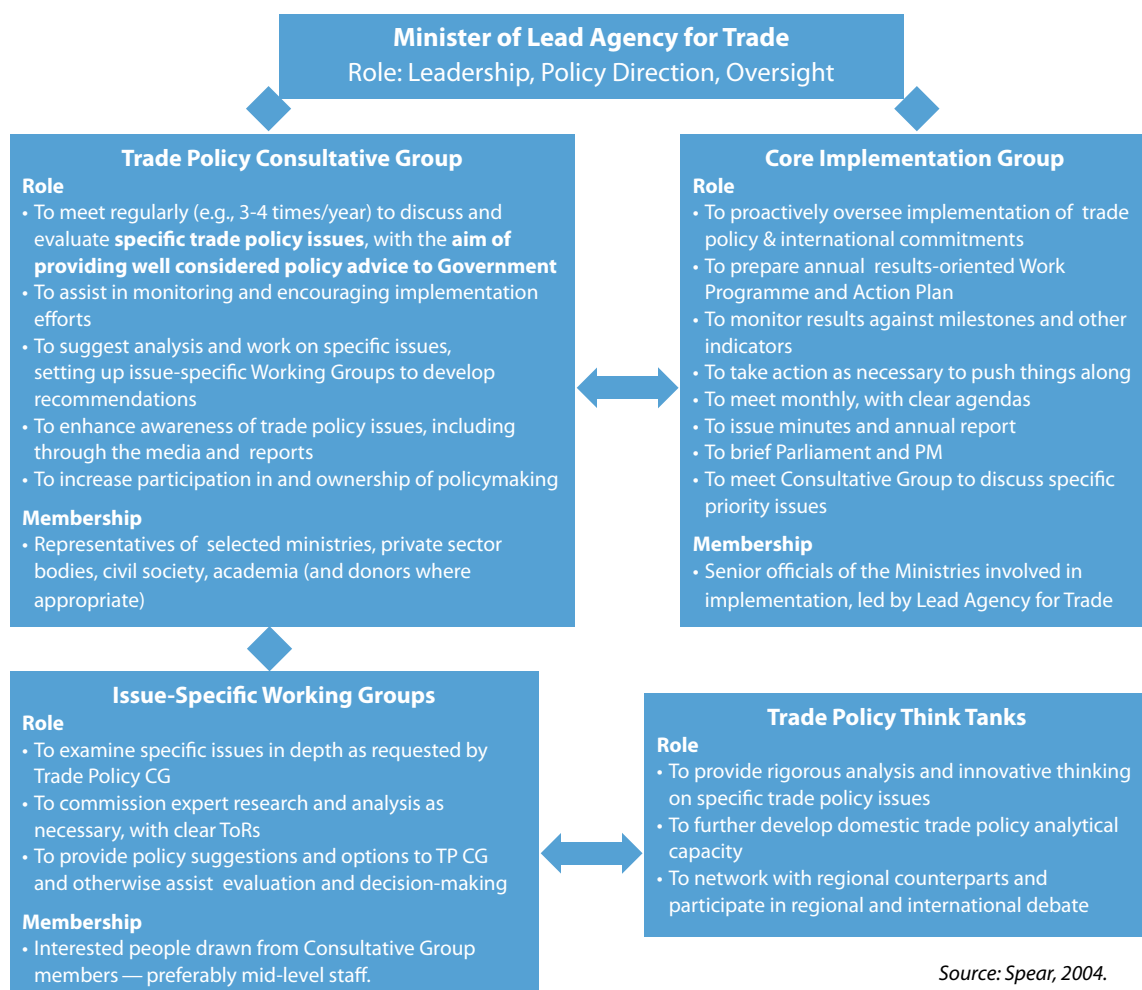 Minister of Lead Agency for Trade
Role: Leadership, Policy Direction, Oversight
Trade Policy Consultative Group
Role
• To meet regularly (e.g., 3-4 times/year) to discuss and
evaluate specific trade policy issues, with the aim of
providing well considered policy advice to Government
• To assist in monitoring and encouraging implementation
efforts
• To suggest analysis and work on specific issues,
setting up issue-specific Working Groups to develop
recommendations
• To enhance awareness of trade policy issues, including
through the media and reports
• To increase participation in and ownership of policymaking
Membership
• Representatives of selected ministries, private sector
bodies, civil society, academia (and donors where
appropriate)
Core Implementation Group
Role
• To proactively oversee implementation of trade
policy & international commitments
• To prepare annual results-oriented Work
Programme and Action Plan
• To monitor results against milestones and other
indicators
• To take action as necessary to push things along
• To meet monthly, with clear agendas
• To issue minutes and annual report
• To brief Parliament and PM
• To meet Consultative Group to discuss specific
priority issues
Membership
• Senior officials of the Ministries involved in
implementation, led by Lead Agency for Trade
Issue-Specific Working Groups
Role
• To examine specific issues in depth as requested by
Trade Policy CG
• To commission expert research and analysis as
necessary, with clear ToRs
• To provide policy suggestions and options to TP CG
and otherwise assist evaluation and decision-making
Membership
• Interested people drawn from Consultative Group
members — preferably mid-level staff.
Trade Policy Think Tanks
Role
• To provide rigorous analysis and innovative thinking
on specific trade policy issues
• To further develop domestic trade policy analytical
capacity
• To network with regional counterparts and
participate in regional and international debate
Source: Spear, 2004.